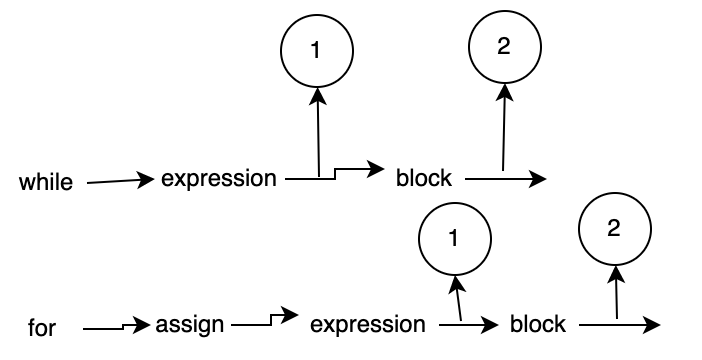 1 2
while expression block
1 2
for assign expression block